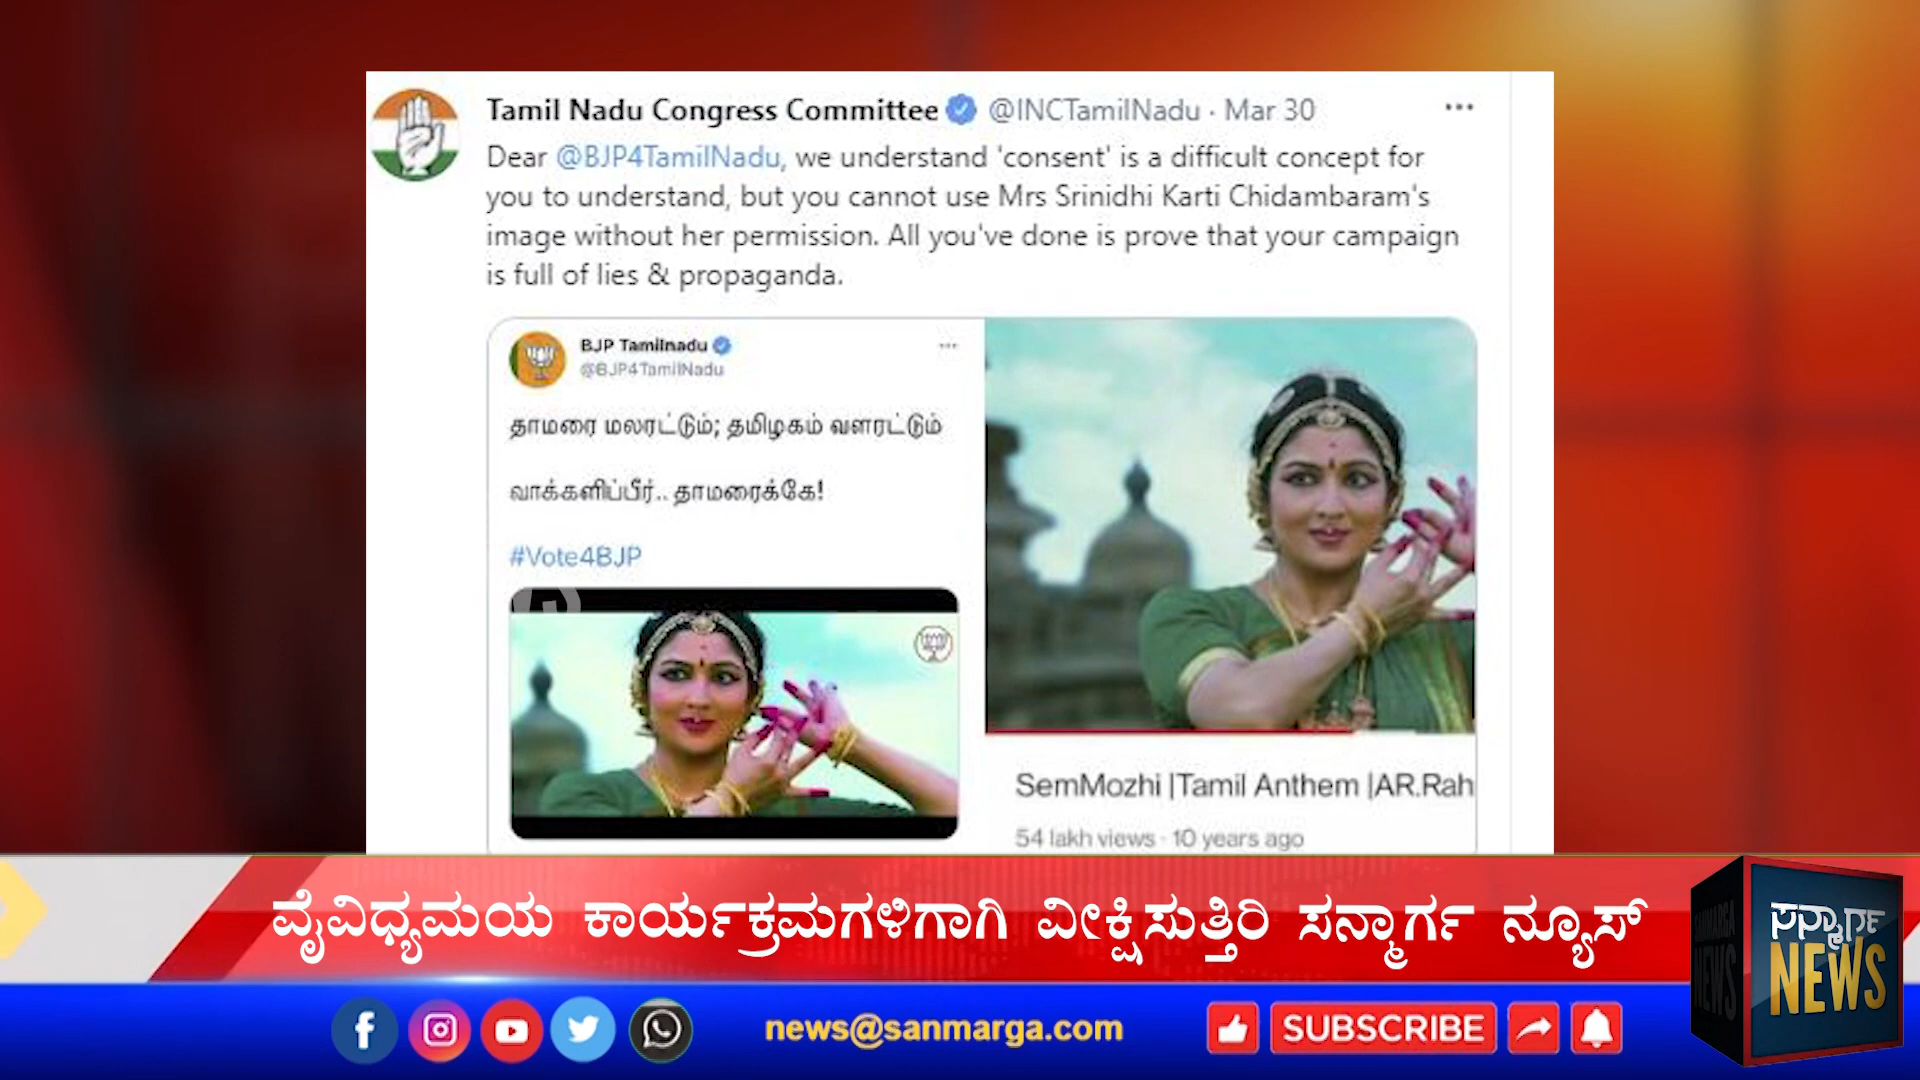 Tamil Nadu Congress Committee @INCTamilNadu · Mar 30
Dear @BJP4TamilNadu, we understand 'consent' is a difficult concept for
you to understand, but you cannot use Mrs Srinidhi Karti Chidambaram's
image without her permission. All you've done is prove that your campaign
is full of lies & propaganda.
BJP Tamilnadu
@BJP4TamilNadu
தாமரை மலரட்டும்; தமிழகம் வளரட்டும்
வாக்களிப்பீர்.. தாமரைக்கே!
#Vote4BJP
SemMozhi |Tamil Anthem |AR.Rah
54 lakh views · 10 years ago
ವೈವಿಧ್ಯಮಯ ಕಾರ್ಯಕ್ರಮಗಳಿಗಾಗಿ ವೀಕ್ಷಿಸುತ್ತಿರಿ ಸನ್ಮಾರ್ಗ ನ್ಯೂಸ್
ಸನ್ಮಾರ್ಗ
NEWS
SANMARGA
NEWS
news@sanmarga.com
SUBSCRIBE